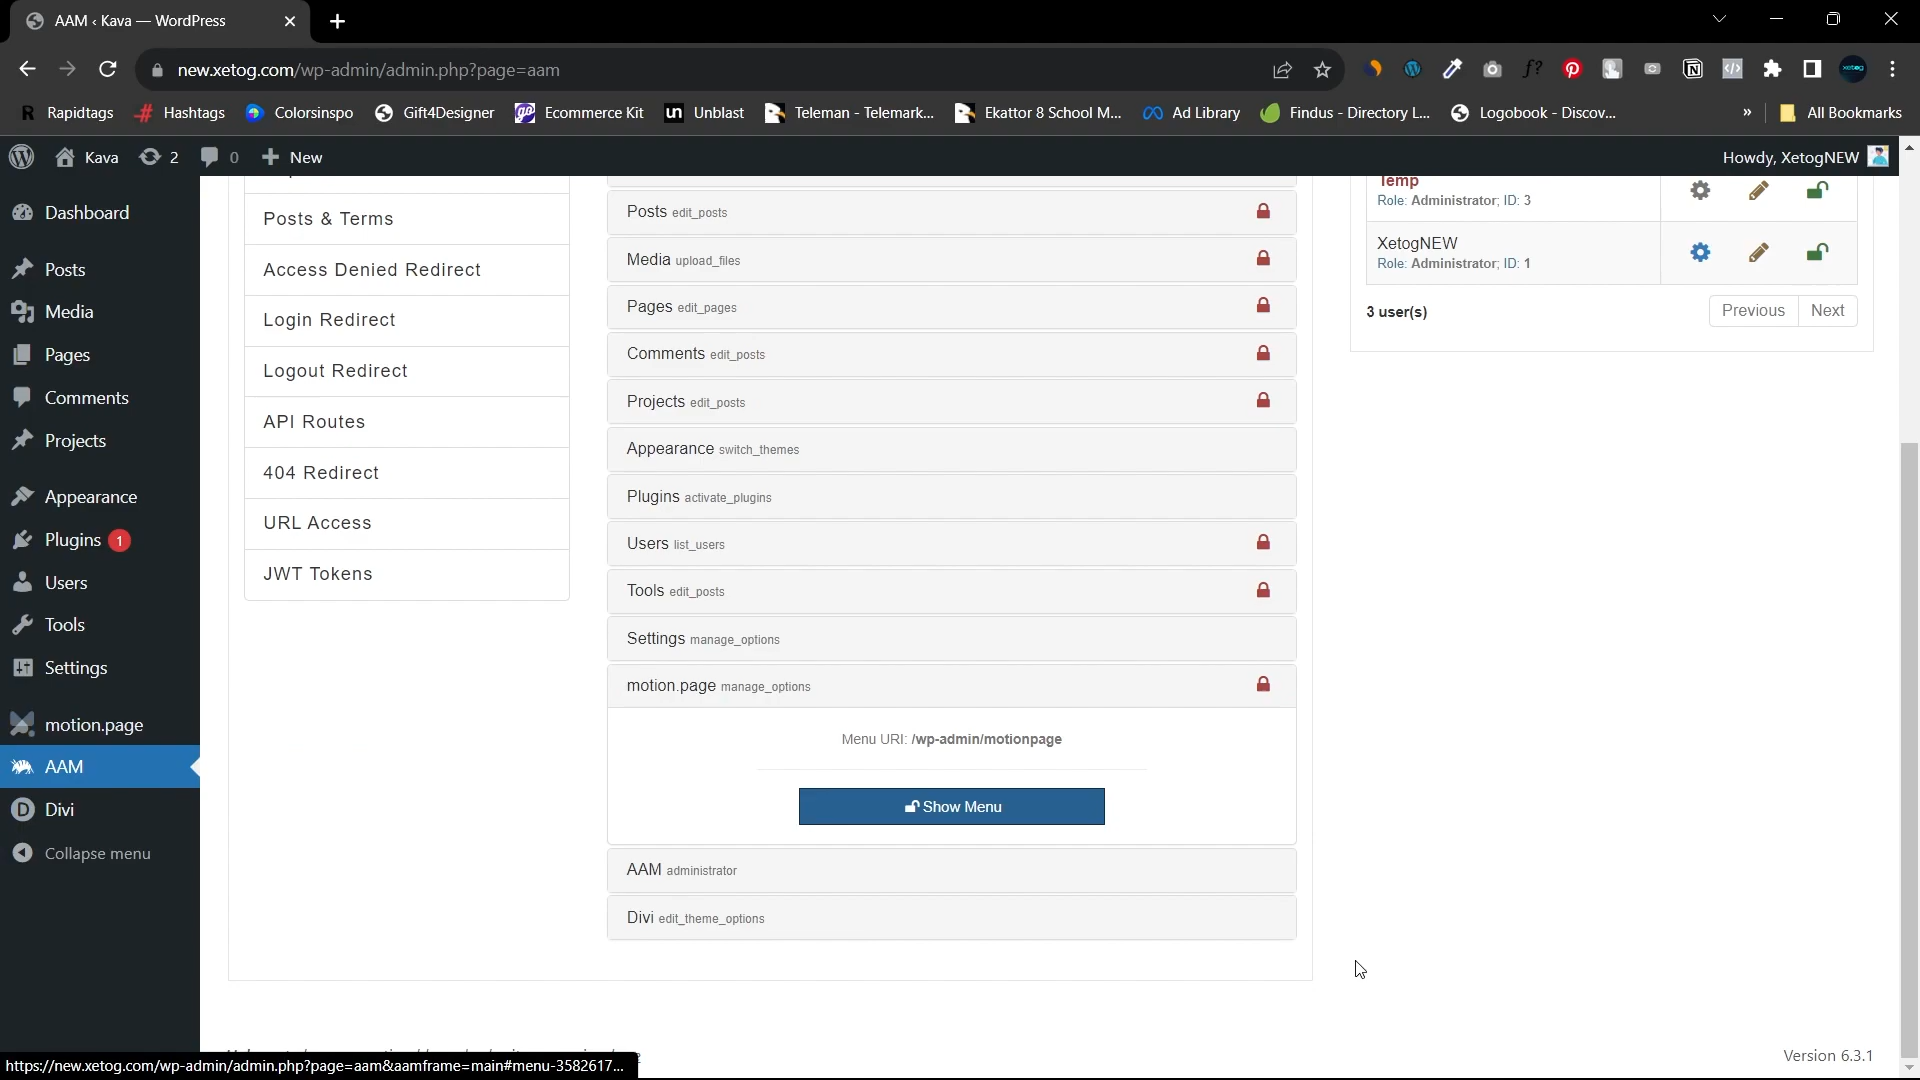 AAM ‹ Kava — WordPress
new.xetog.com/wp-admin/admin.php?page=aam
Rapidtags
Hashtags
Colorsinspo
Gift4Designer
Ecommerce Kit
Unblast
Teleman - Telemark...
Ekattor 8 School M...
Ad Library
Findus - Directory L...
Logobook - Discov...
»
All Bookmarks
Kava
2
0
New
Howdy, XetogNEW
Dashboard
Posts
Media
Pages
Comments
Projects
Appearance
Plugins 1
Users
Tools
Settings
motion.page
AAM
Divi
Collapse menu
Posts & Terms
Access Denied Redirect
Login Redirect
Logout Redirect
API Routes
404 Redirect
URL Access
JWT Tokens
Posts edit_posts
Media upload_files
Pages edit_pages
Comments edit_posts
Projects edit_posts
Appearance switch_themes
Plugins activate_plugins
Users list_users
Tools edit_posts
Settings manage_options
motion.page manage_options
Menu URI: /wp-admin/motionpage
Show Menu
AAM administrator
Divi edit_theme_options
Temp
Role: Administrator; ID: 3
XetogNEW
Role: Administrator; ID: 1
3 user(s)
Previous
Next
https://new.xetog.com/wp-admin/admin.php?page=aam&aamframe=main#menu-3582617...
Version 6.3.1